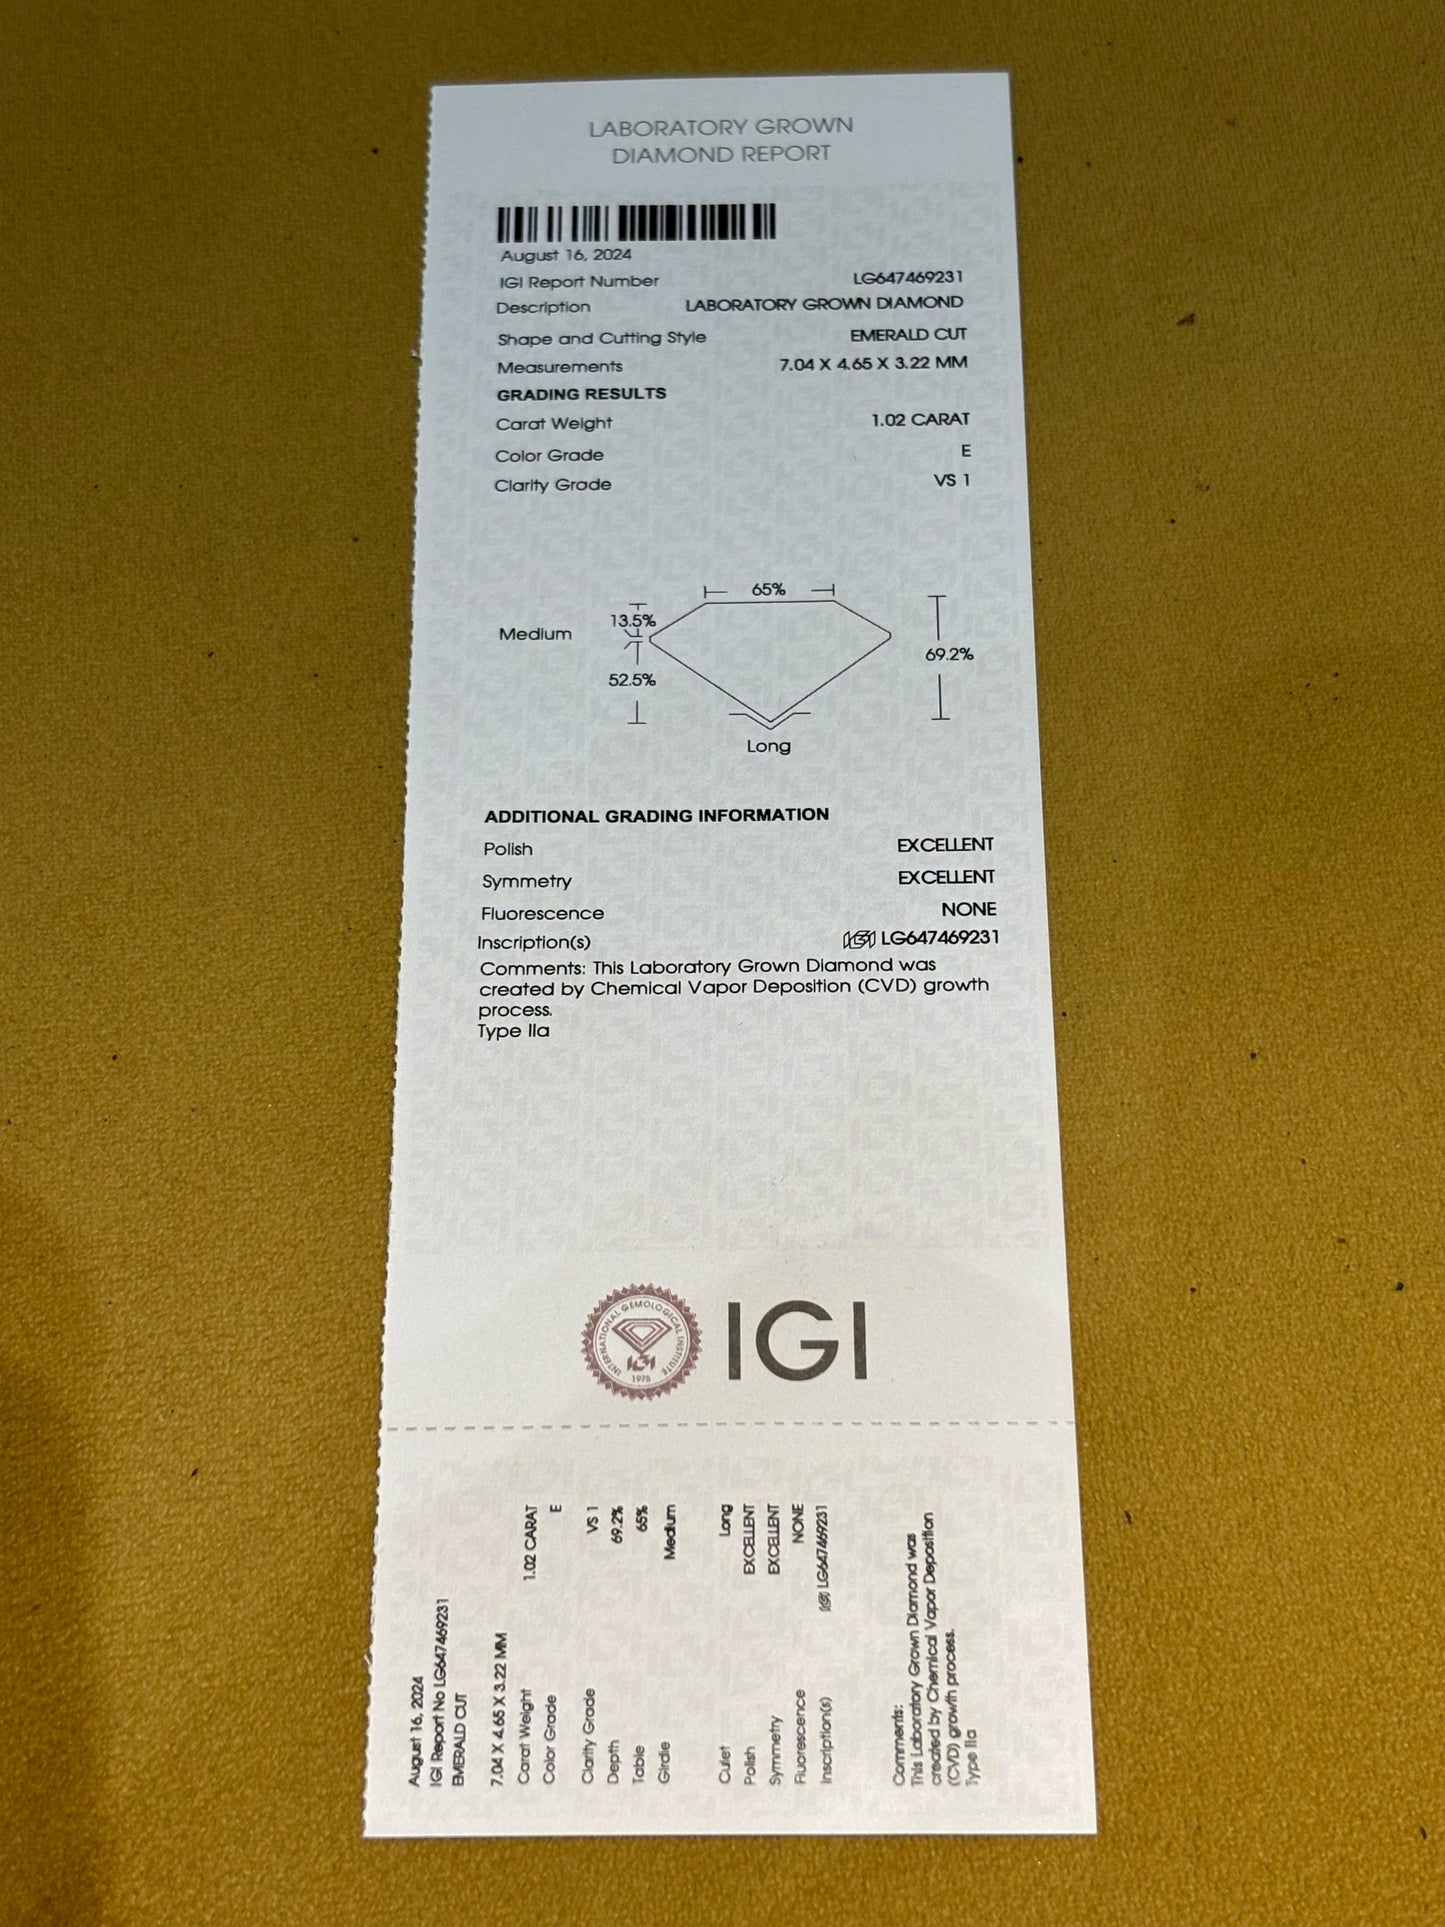 LABORATORY GROWN
DIAMOND REPORT
August 16, 2024
IGI Report Number LG647469231
Description LABORATORY GROWN DIAMOND
Shape and Cutting Style EMERALD CUT
Measurements 7.04 X 4.65 X 3.22 MM
GRADING RESULTS
Carat Weight 1.02 CARAT
Color Grade E
Clarity Grade VS 1
65%
13.5%
Medium
69.2%
52.5%
Long
ADDITIONAL GRADING INFORMATION
Polish EXCELLENT
Symmetry EXCELLENT
Fluorescence NONE
Inscription(s) IGI LG647469231
Comments: This Laboratory Grown Diamond was
created by Chemical Vapor Deposition (CVD) growth
process.
Type IIa
INTERNATIONAL GEMOLOGICAL INSTITUTE
IGI
1975
IGI
August 16, 2024
IGI Report No LG647469231
EMERALD CUT
7.04 X 4.65 X 3.22 MM
Carat Weight 1.02 CARAT
Color Grade E
Clarity Grade VS 1
Depth 69.2%
Table 65%
Girdle Medium
Culet Long
Polish EXCELLENT
Symmetry EXCELLENT
Fluorescence NONE
Inscription(s) IGI LG647469231
Comments:
This Laboratory Grown Diamond was
created by Chemical Vapor Deposition
(CVD) growth process.
Type IIa